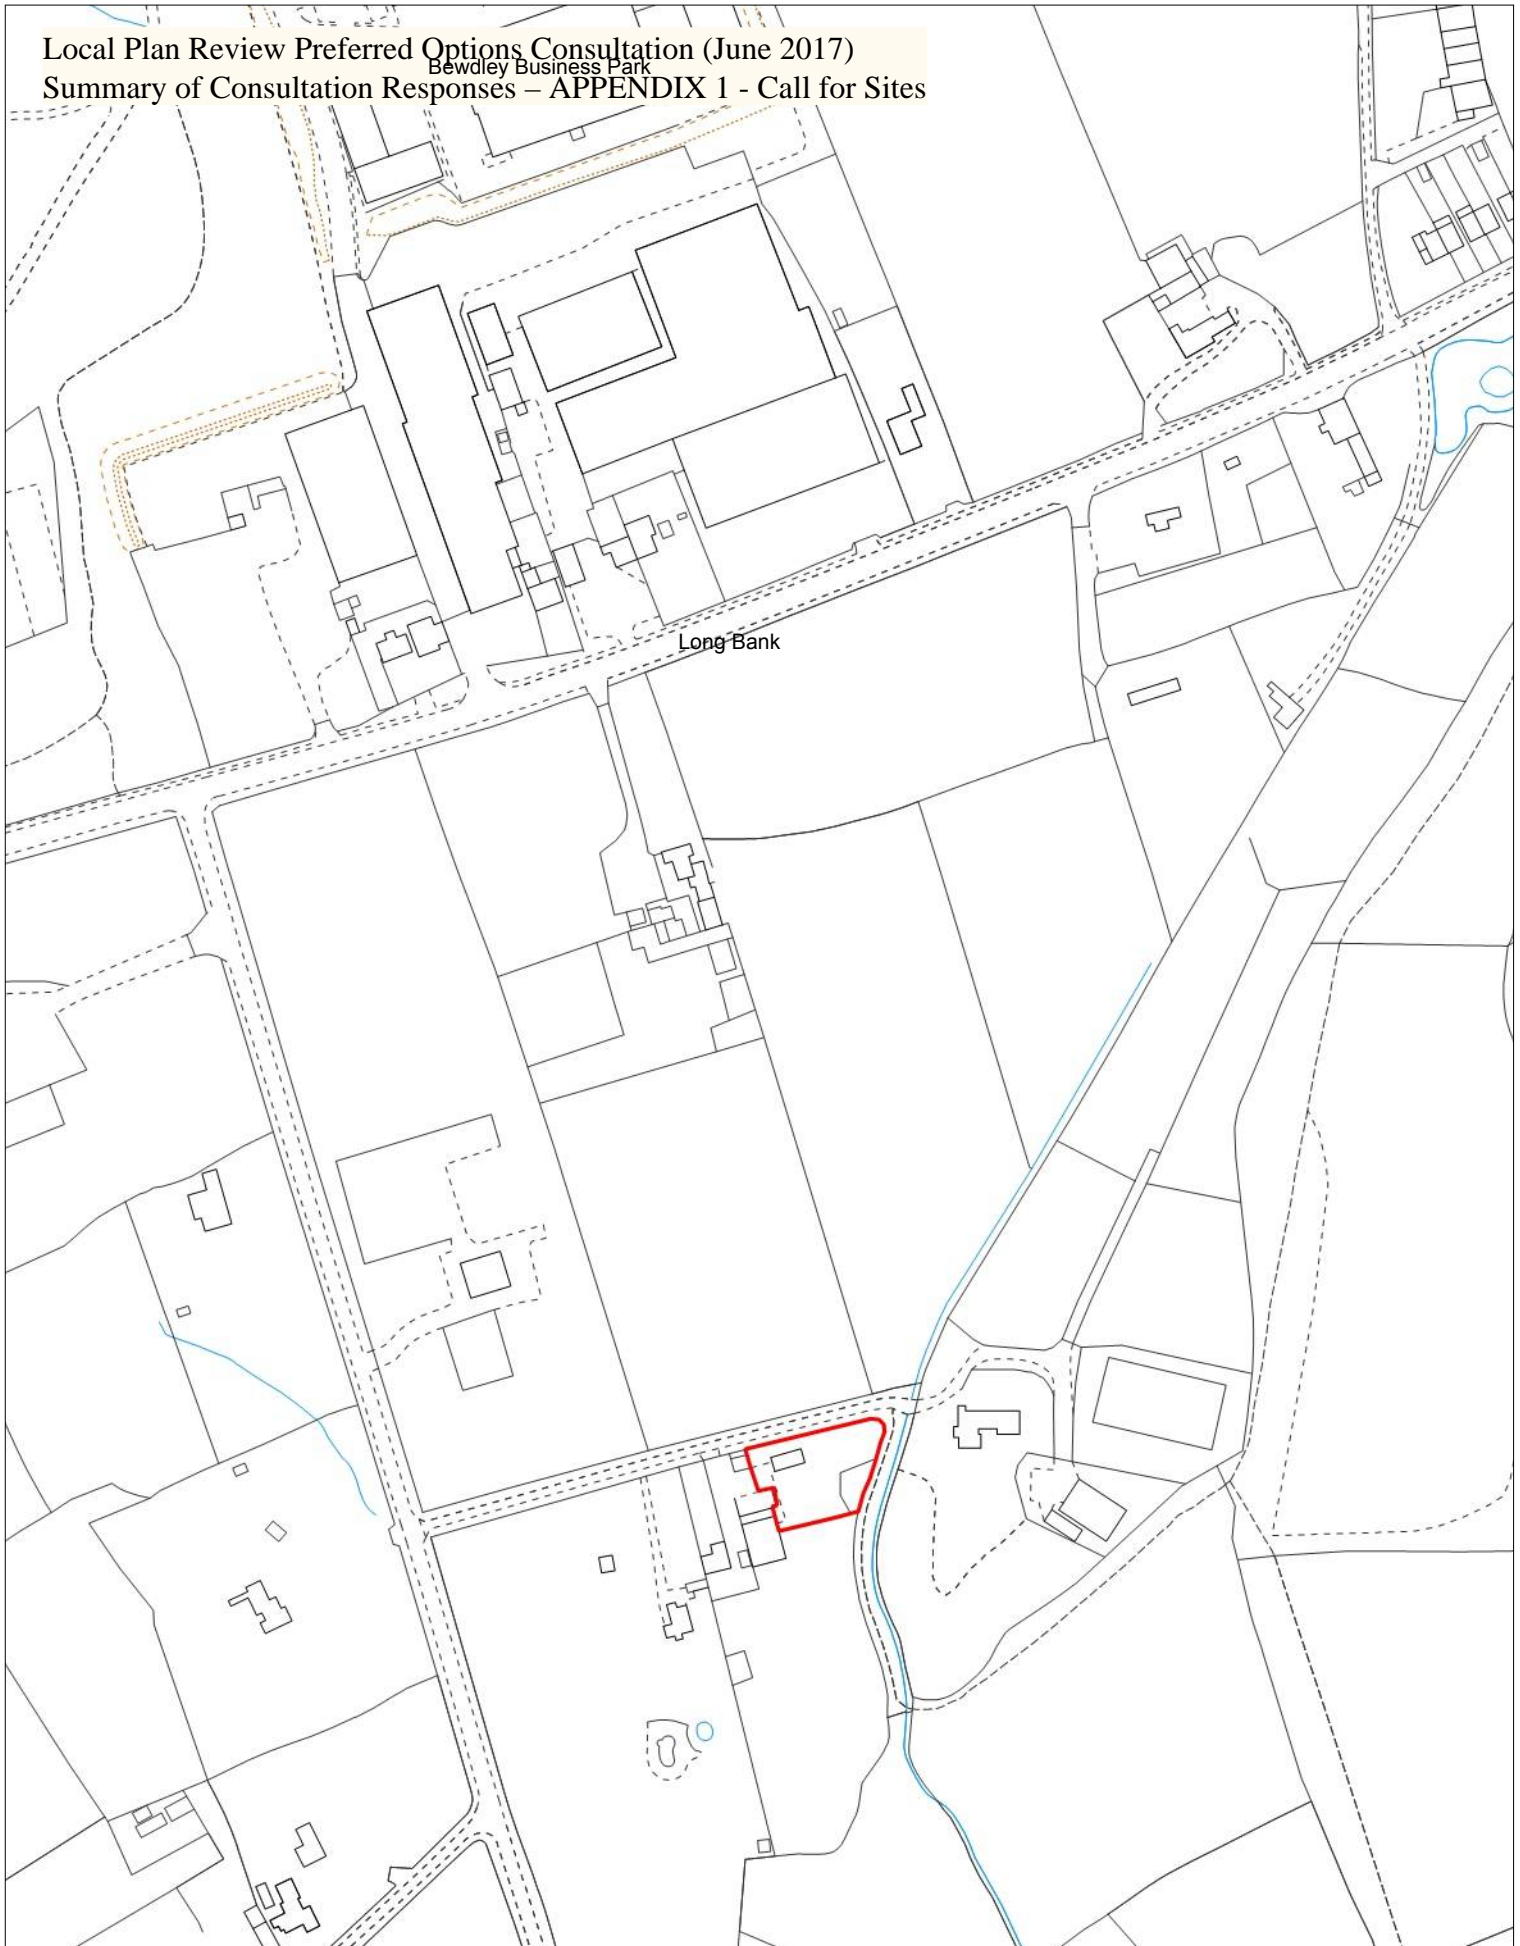 Local Plan Review Preferred Options Consultation (June 2017)
Bewdley Business Park
Summary of Consultation Responses – APPENDIX 1 - Call for Sites
Long Bank